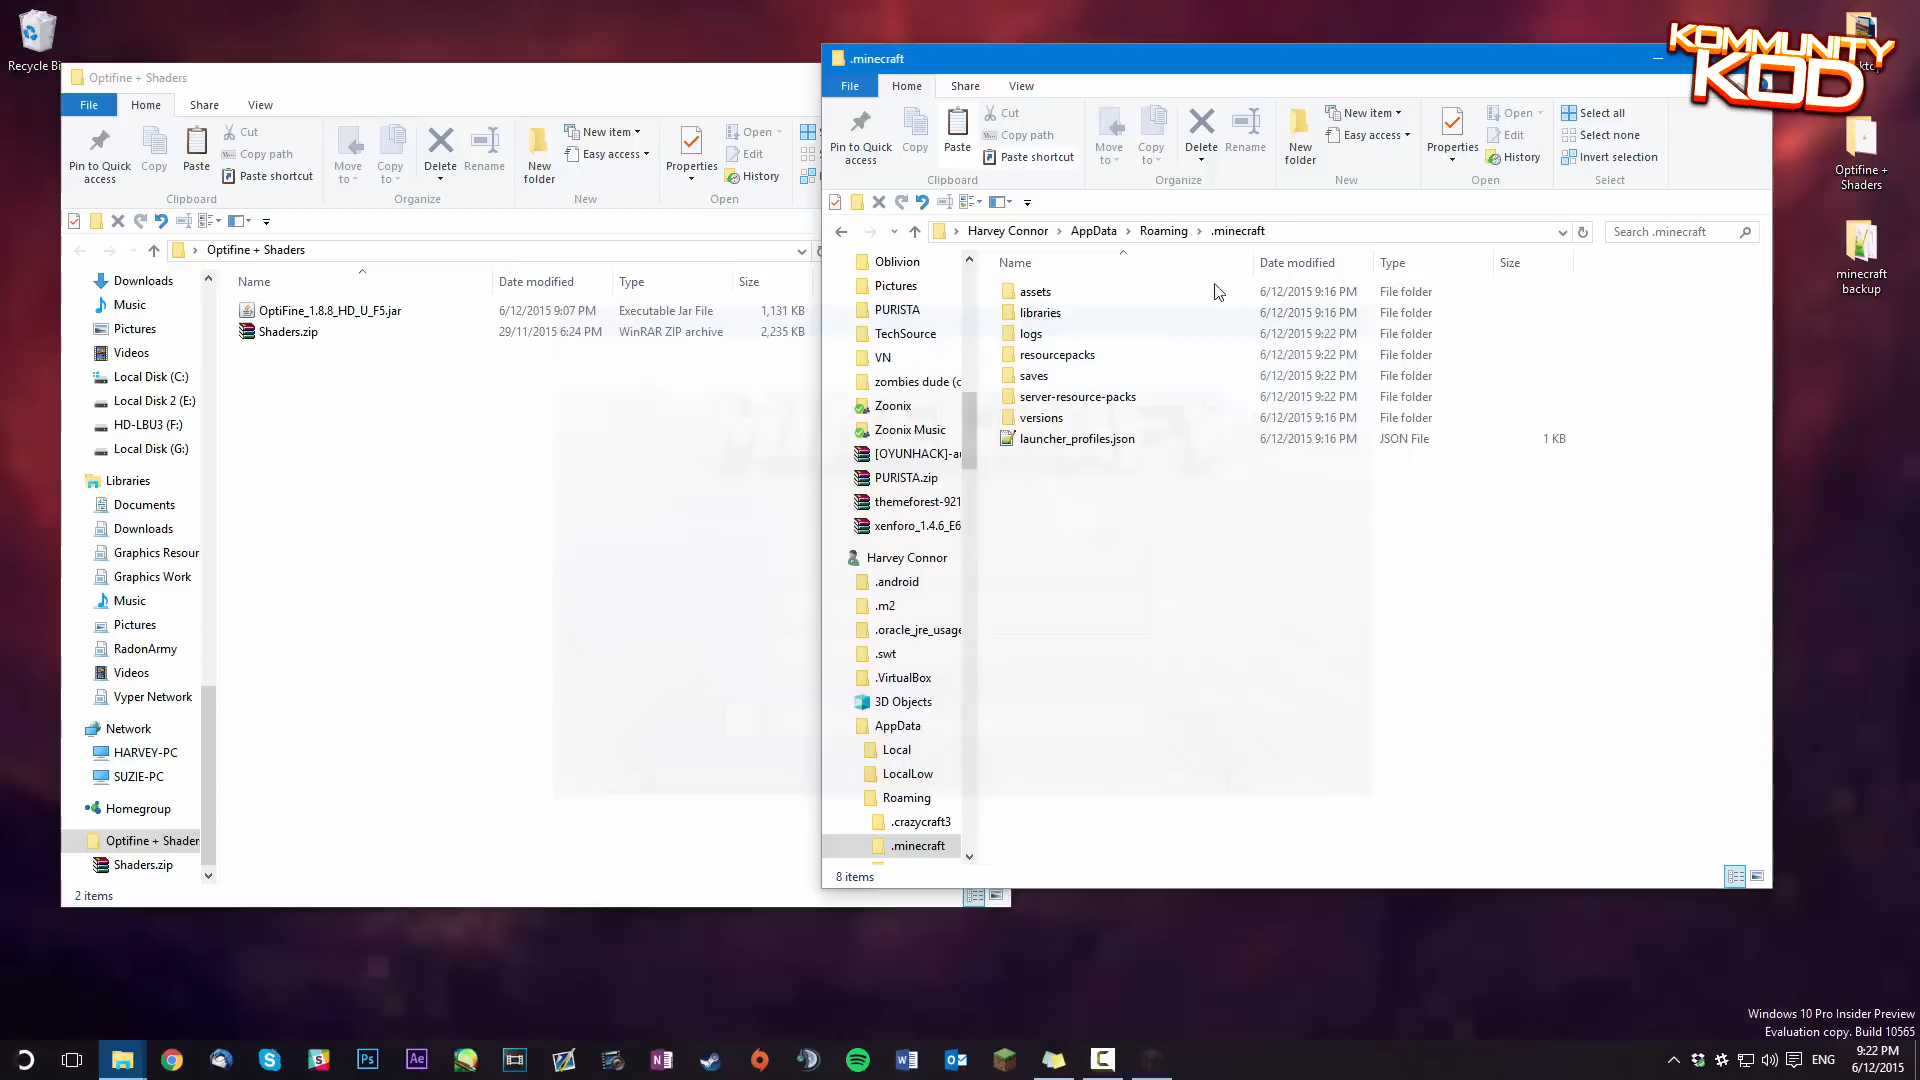 Recycle Bi
Optifine + Shaders
File
Home
Share
View
Pin to Quick
access
Copy
Paste
Cut
Copy path
Paste shortcut
Clipboard
Move
to
Copy
to
Delete
Rename
Organize
New
folder
New item
Easy access
New
Properties
Open
Edit
History
Open
Optifine + Shaders
Name
Date modified
Type
Size
OptiFine_1.8.8_HD_U_F5.jar
6/12/2015 9:07 PM
Executable Jar File
1,131 KB
Shaders.zip
29/11/2015 6:24 PM
WinRAR ZIP archive
2,235 KB
Downloads
Music
Pictures
Videos
Local Disk (C:)
Local Disk 2 (E:)
HD-LBU3 (F:)
Local Disk (G:)
Libraries
Documents
Downloads
Graphics Resour
Graphics Work
Music
Pictures
RadonArmy
Videos
Vyper Network
Network
HARVEY-PC
SUZIE-PC
Homegroup
Optifine + Shader
Shaders.zip
2 items
.minecraft
File
Home
Share
View
Pin to Quick
access
Copy
Paste
Cut
Copy path
Paste shortcut
Clipboard
Move
to
Copy
to
Delete
Rename
Organize
New
folder
New item
Easy access
New
Properties
Open
Edit
History
Open
Select all
Select none
Invert selection
Select
Harvey Connor
AppData
Roaming
.minecraft
Search .minecraft
Name
Date modified
Type
Size
assets
6/12/2015 9:16 PM
File folder
libraries
6/12/2015 9:16 PM
File folder
logs
6/12/2015 9:22 PM
File folder
resourcepacks
6/12/2015 9:22 PM
File folder
saves
6/12/2015 9:22 PM
File folder
server-resource-packs
6/12/2015 9:22 PM
File folder
versions
6/12/2015 9:16 PM
File folder
launcher_profiles.json
6/12/2015 9:16 PM
JSON File
1 KB
Oblivion
Pictures
PURISTA
TechSource
VN
zombies dude (c
Zoonix
Zoonix Music
[OYUNHACK]-au
PURISTA.zip
themeforest-921
xenforo_1.4.6_E6
Harvey Connor
.android
.m2
.oracle_jre_usage
.swt
.VirtualBox
3D Objects
AppData
Local
LocalLow
Roaming
.crazycraft3
.minecraft
8 items
KOMMUNITY
KOD
Optifine +
Shaders
minecraft
backup
Windows 10 Pro Insider Preview
Evaluation copy. Build 10565
Ps
Ae
ENG
9:22 PM
6/12/2015